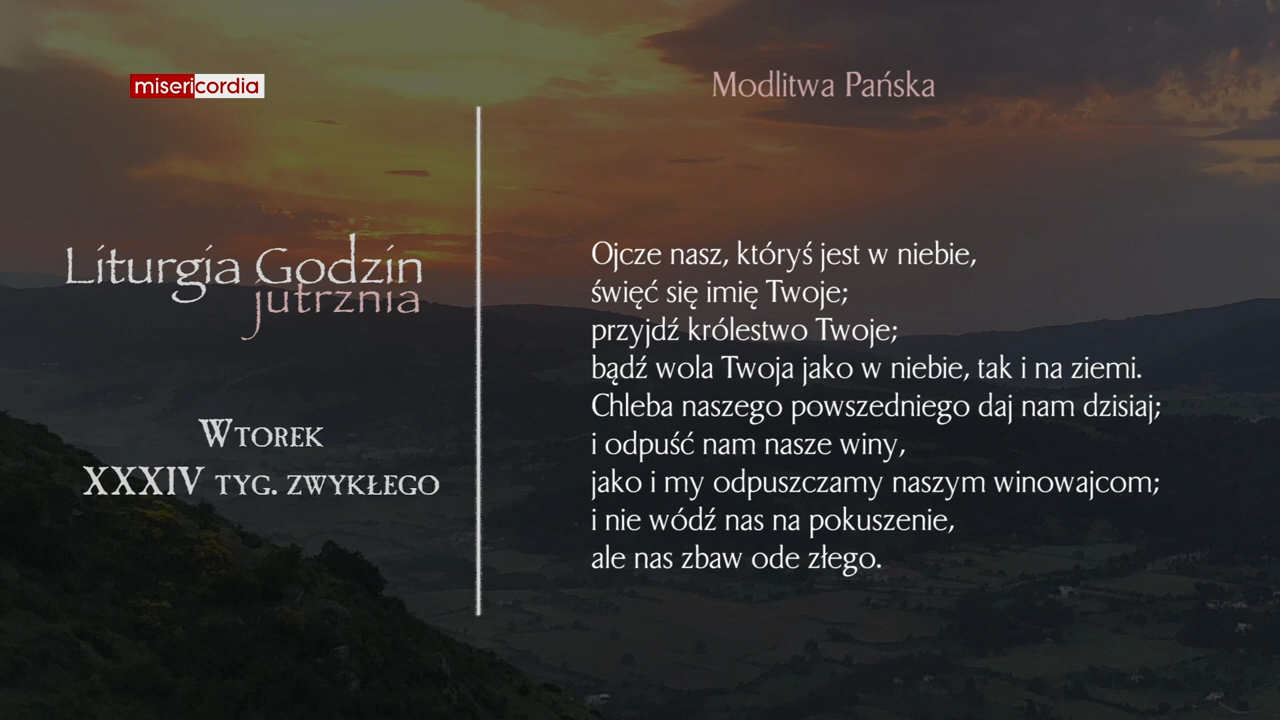 misericordia
Liturgia Godzin
jutrznia
Wtorek
XXXIV tyg. zwykłego
Modlitwa Pańska
Ojcze nasz, któryś jest w niebie,
święć się imię Twoje;
przyjdź królestwo Twoje;
bądź wola Twoja jako w niebie, tak i na ziemi.
Chleba naszego powszedniego daj nam dzisiaj;
i odpuść nam nasze winy,
jako i my odpuszczamy naszym winowajcom;
i nie wódź nas na pokuszenie,
ale nas zbaw ode złego.